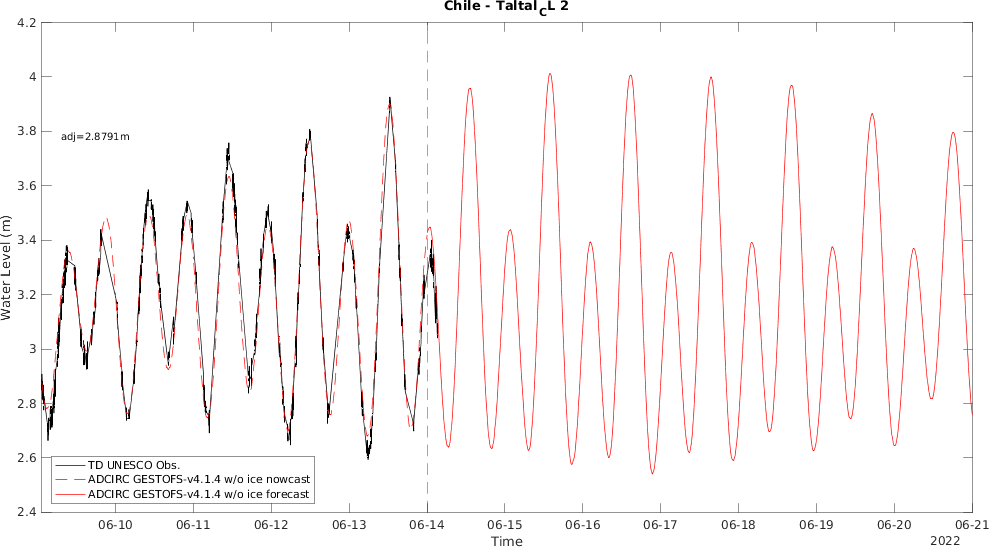 Chile - Taltal_CL 2
4.2
4
3.8
3.6
3.4
3.2
3
2.8
2.6
2.4
Water Level (m)
adj=2.8791m
TD UNESCO Obs.
ADCIRC GESTOFS-v4.1.4 w/o ice nowcast
ADCIRC GESTOFS-v4.1.4 w/o ice forecast
06-10 06-11 06-12 06-13 06-14 06-15 06-16 06-17 06-18 06-19 06-20 06-21
Time
2022